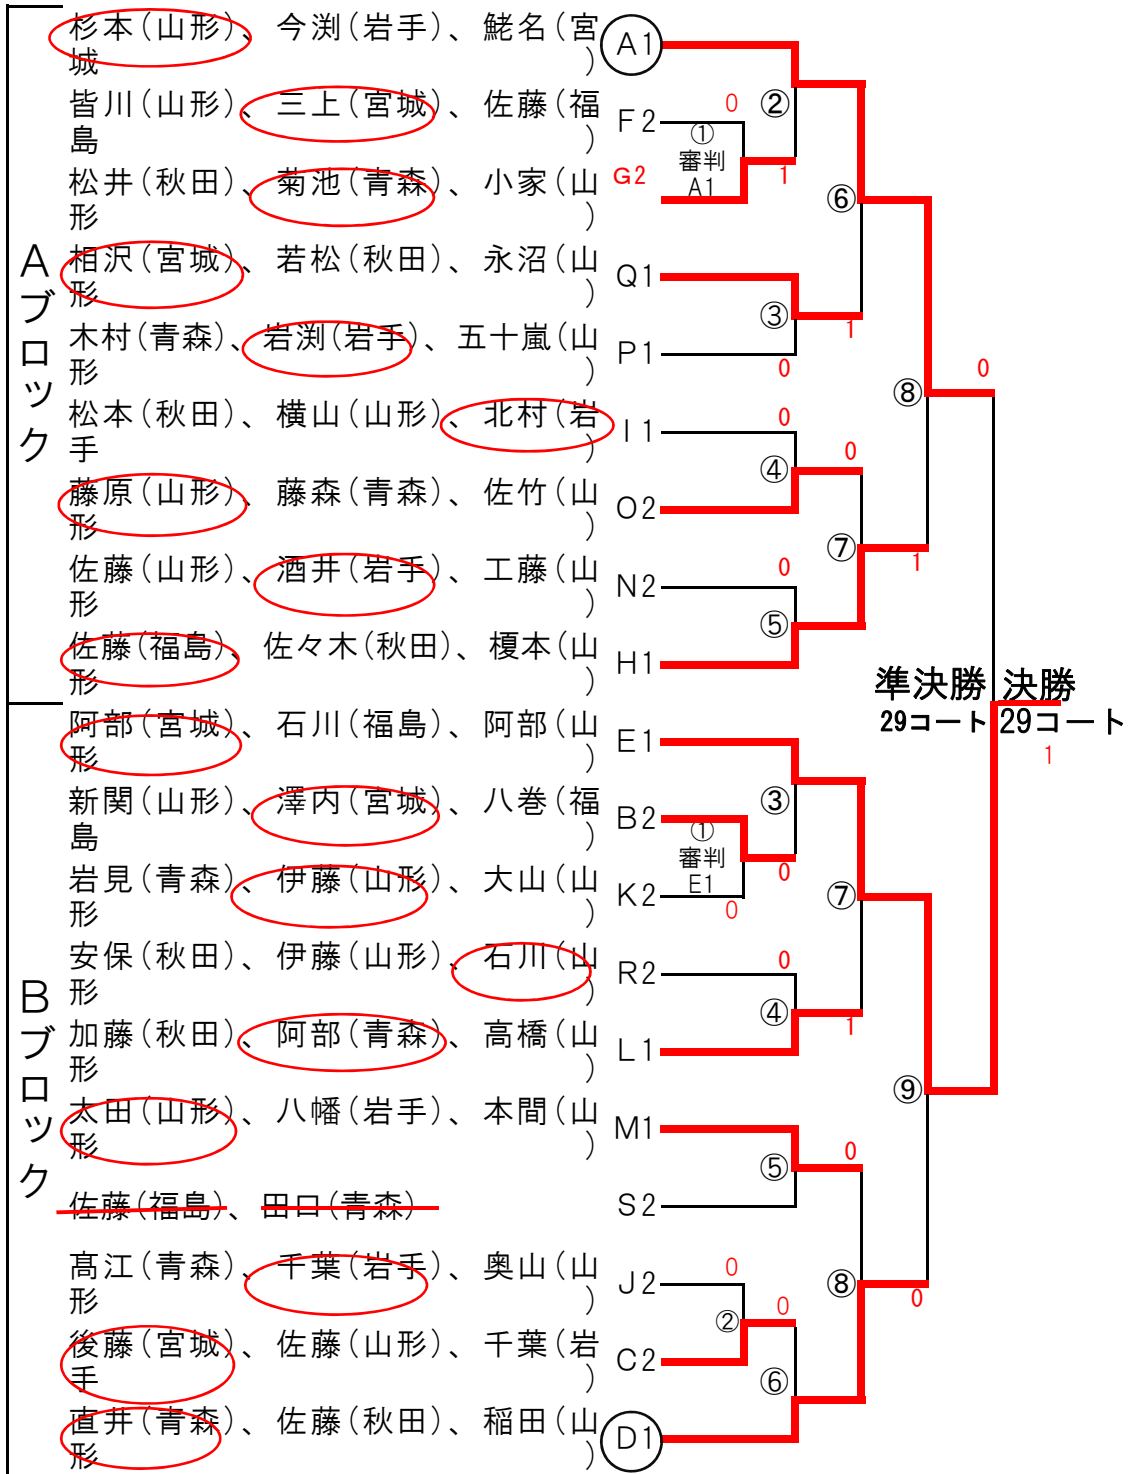 杉本(山形)、今渕(岩手)、鮱名(宮城)
A1
皆川(山形)、三上(宮城)、佐藤(福島)
F2
0
②
①
審判
A1
松井(秋田)、菊池(青森)、小家(山形)
G2
1
⑥
Aブロック
相沢(宮城)、若松(秋田)、永沼(山形)
Q1
③
1
木村(青森)、岩渕(岩手)、五十嵐(山形)
P1
0
⑧
0
松本(秋田)、横山(山形)、北村(岩手)
I1
0
④
0
藤原(山形)、藤森(青森)、佐竹(山形)
O2
⑦
1
佐藤(山形)、酒井(岩手)、工藤(山形)
N2
0
⑤
佐藤(福島)、佐々木(秋田)、榎本(山形)
H1
準決勝 決勝
29コート 29コート
1
阿部(宮城)、石川(福島)、阿部(山形)
E1
③
新関(山形)、澤内(宮城)、八巻(福島)
B2
①
審判
E1
0
岩見(青森)、伊藤(山形)、大山(山形)
K2
0
⑦
安保(秋田)、伊藤(山形)、石川(山形)
R2
0
④
1
Bブロック
加藤(秋田)、阿部(青森)、高橋(山形)
L1
⑨
太田(山形)、八幡(岩手)、本間(山形)
M1
⑤
0
佐藤(福島)、田口(青森)
S2
髙江(青森)、千葉(岩手)、奥山(山形)
J2
0
②
0
⑧
0
後藤(宮城)、佐藤(山形)、千葉(岩手)
C2
⑥
直井(青森)、佐藤(秋田)、稲田(山形)
D1